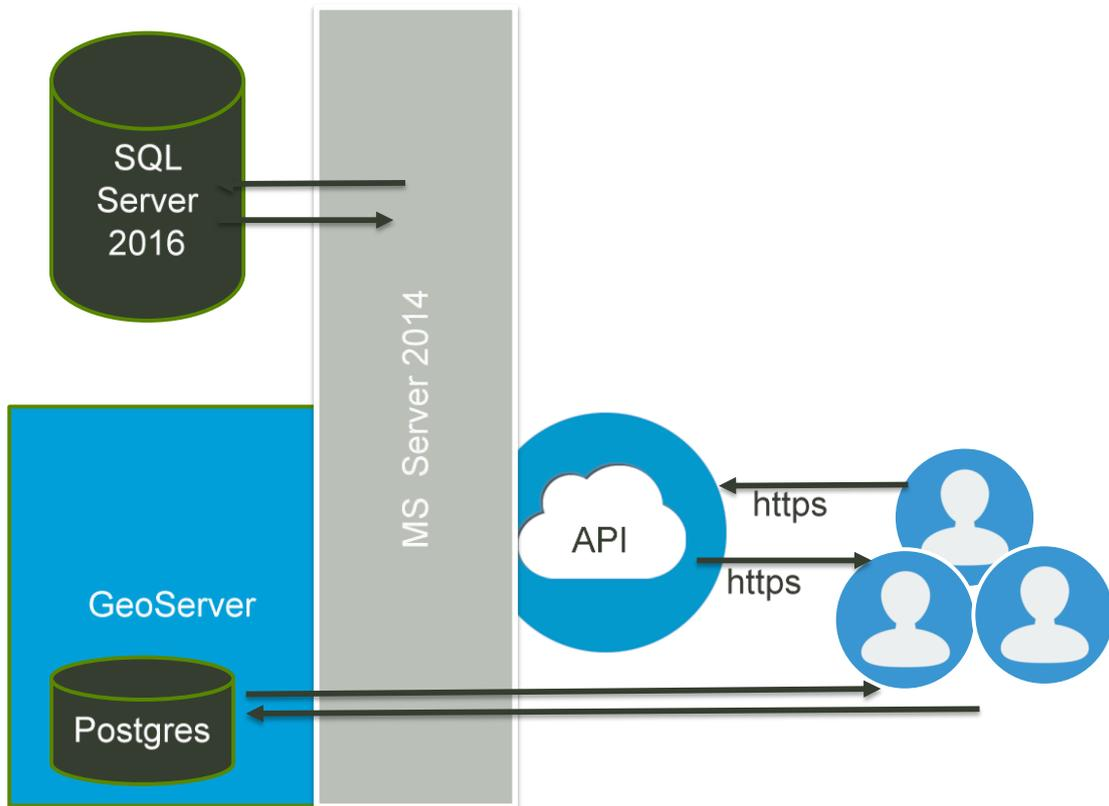 SQL
Server
2016
MS  Server 2014
API
https
https
GeoServer
Postgres